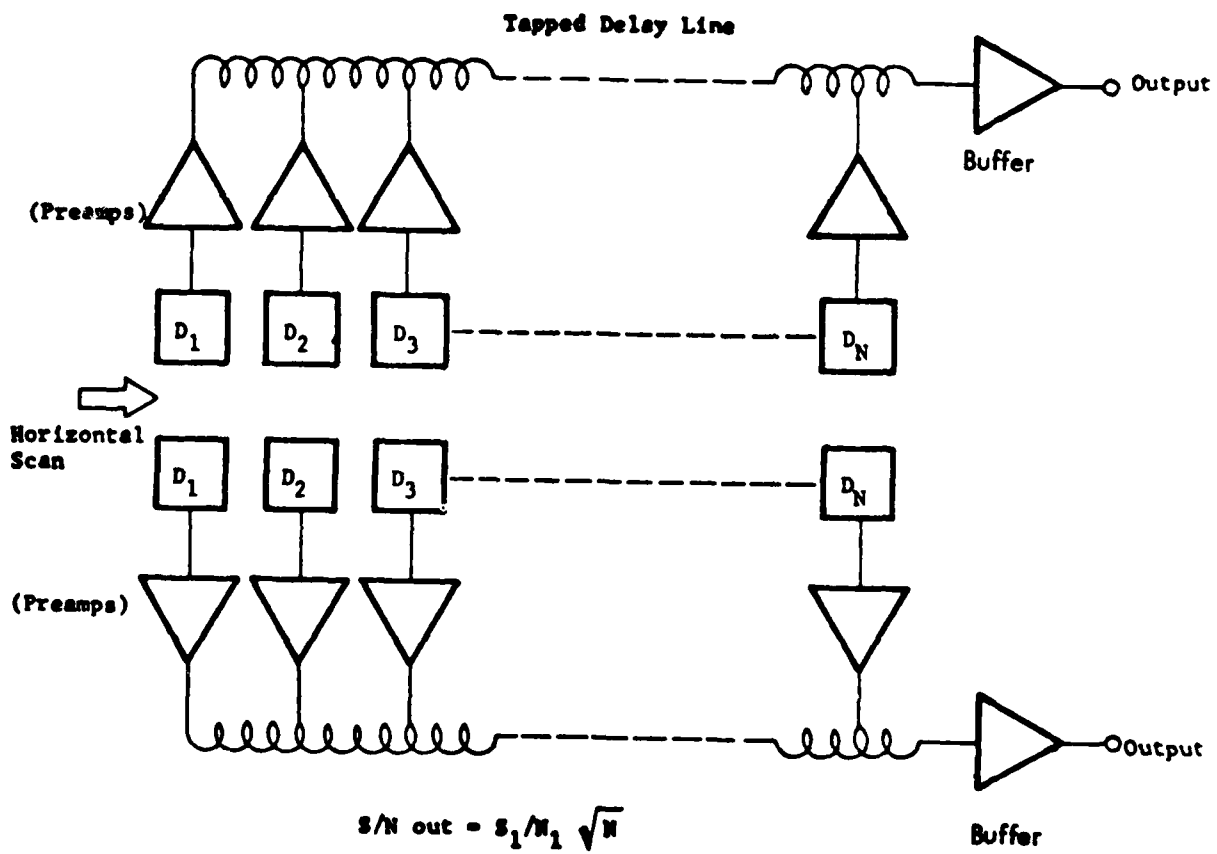 Tapped Delay Line
Output
Buffer
(Preamps)
D1 D2 D3 DN
Horizontal
Scan
D1 D2 D3 DN
(Preamps)
Output
S/N out = S1/N1 √N
Buffer